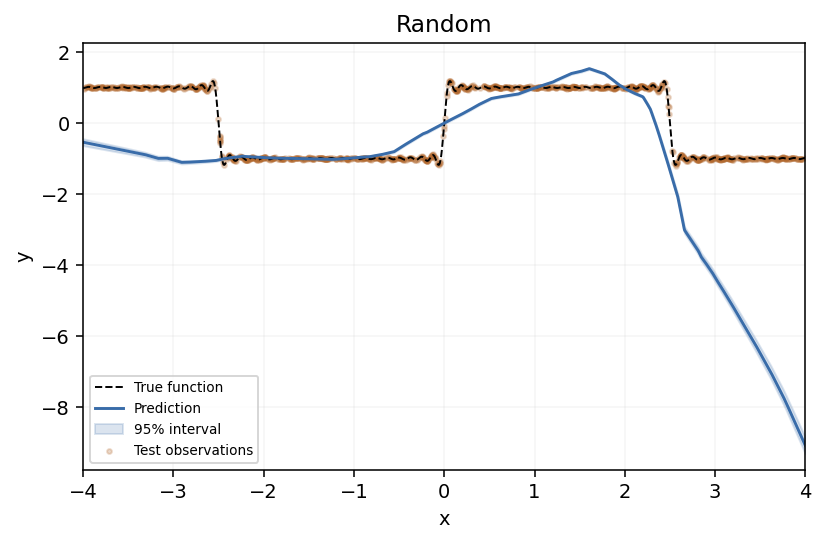 Random
2
0
−2
−4
−6
−8
y
−4
−3
−2
−1
0
1
2
3
4
x
True function
Prediction
95% interval
Test observations